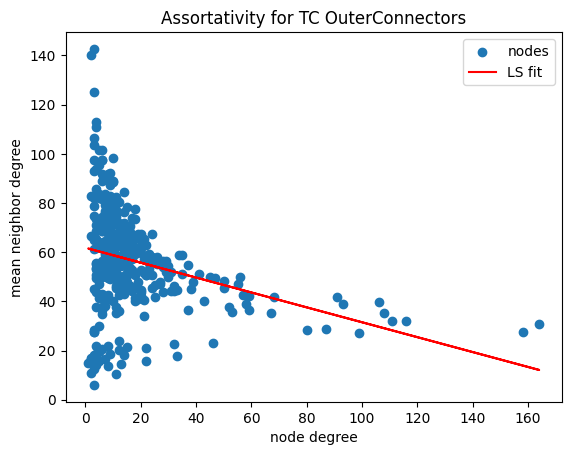 Assortativity for TC OuterConnectors
nodes
LS fit
mean neighbor degree
140
120
100
80
60
40
20
0
0 20 40 60 80 100 120 140 160
node degree